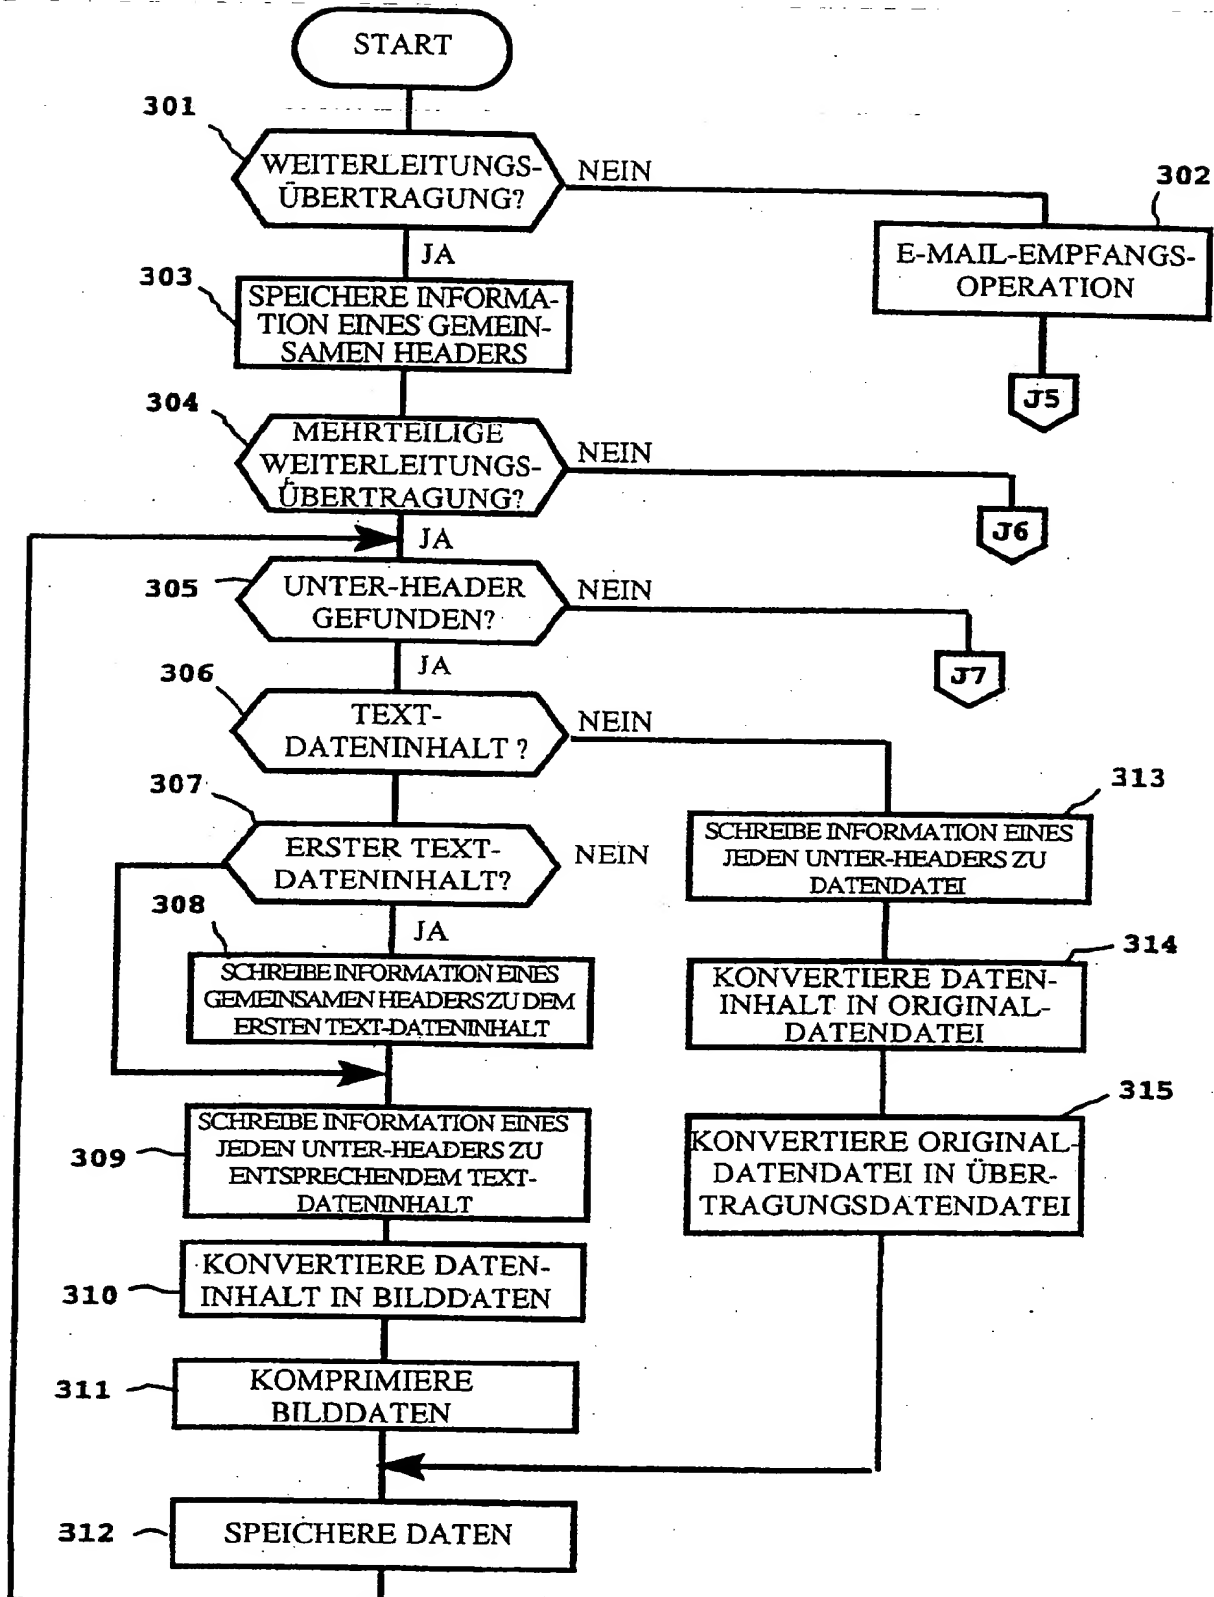 START
301
WEITERLEITUNGS-
ÜBERTRAGUNG?
NEIN
302
E-MAIL-EMPFANGS-
OPERATION
JA
303
SPEICHERE INFORMA-
TION EINES GEMEIN-
SAMEN HEADERS
J5
304
MEHRTEILIGE
WEITERLEITUNGS-
ÜBERTRAGUNG?
NEIN
J6
JA
305
UNTER-HEADER
GEFUNDEN?
NEIN
J7
JA
306
TEXT-
DATENINHALT ?
NEIN
307
ERSTER TEXT-
DATENINHALT?
NEIN
313
SCHREIBE INFORMATION EINES
JEDEN UNTER-HEADERS ZU
DATENDATEI
JA
308
SCHREIBE INFORMATION EINES
GEMEINSAMEN HEADERS ZU DEM
ERSTEN TEXT-DATENINHALT
314
KONVERTIERE DATEN-
INHALT IN ORIGINAL-
DATENDATEI
309
SCHREIBE INFORMATION EINES
JEDEN UNTER-HEADERS ZU
ENTSPRECHENDEM TEXT-
DATENINHALT
315
KONVERTIERE ORIGINAL-
DATENDATEI IN ÜBER-
TRAGUNGSDATENDATEI
310
KONVERTIERE DATEN-
INHALT IN BILDDATEN
311
KOMPRIMIERE
BILDDATEN
312
SPEICHERE DATEN